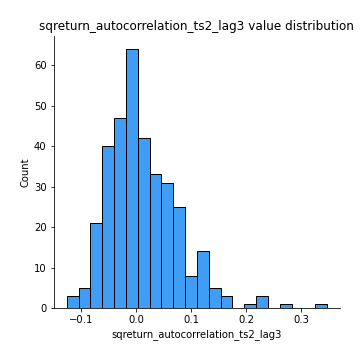 sqreturn_autocorrelation_ts2_lag3 value distribution
60
50
40
30
20
10
0
Count
−0.1 0.0 0.1 0.2 0.3
sqreturn_autocorrelation_ts2_lag3